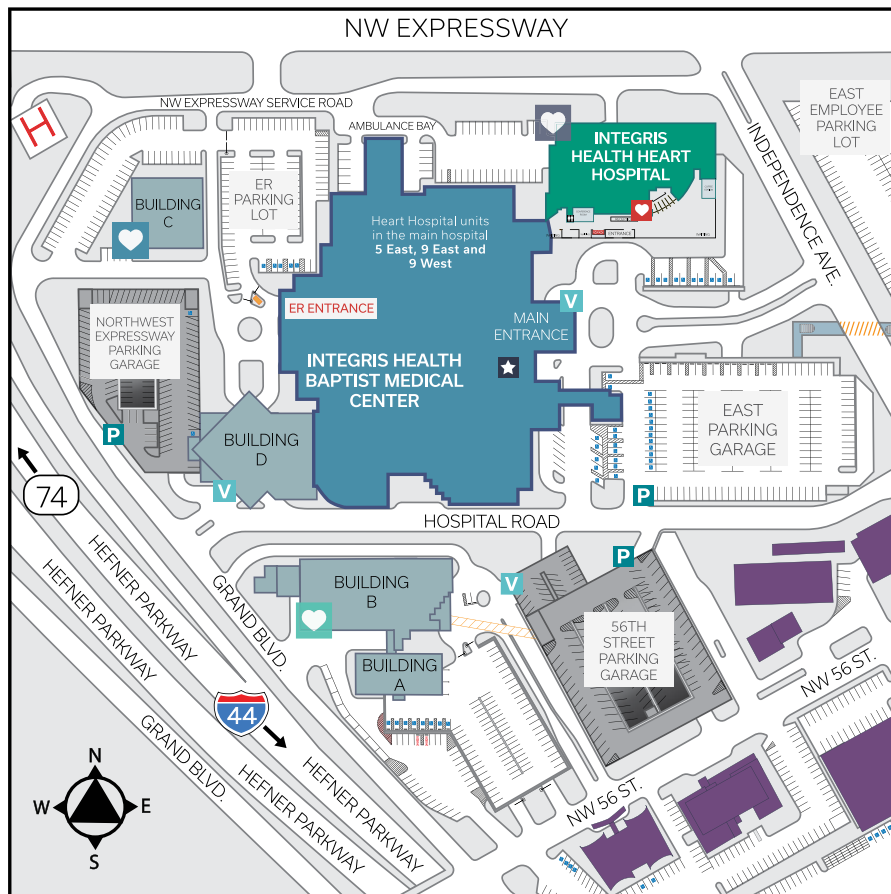 NW EXPRESSWAY
NW EXPRESSWAY SERVICE ROAD
AMBULANCE BAY
H
EAST
EMPLOYEE
PARKING
LOT
INTEGRIS
HEALTH HEART
HOSPITAL
INDEPENDENCE AVE.
BUILDING
C
ER
PARKING
LOT
Heart Hospital units
in the main hospital
5 East, 9 East and
9 West
ENTRANCE
ER ENTRANCE
MAIN
ENTRANCE
V
NORTHWEST
EXPRESSWAY
PARKING
GARAGE
INTEGRIS HEALTH
BAPTIST MEDICAL
CENTER
EAST
PARKING
GARAGE
P
BUILDING
D
V
P
74
HOSPITAL ROAD
HEFNER PARKWAY
HEFNER PARKWAY
GRAND BLVD.
BUILDING
B
V
P
56TH
STREET
PARKING
GARAGE
BUILDING
A
NW 56 ST.
44
GRAND BLVD.
HEFNER PARKWAY
HEFNER PARKWAY
NW 56 ST.
N
W
E
S